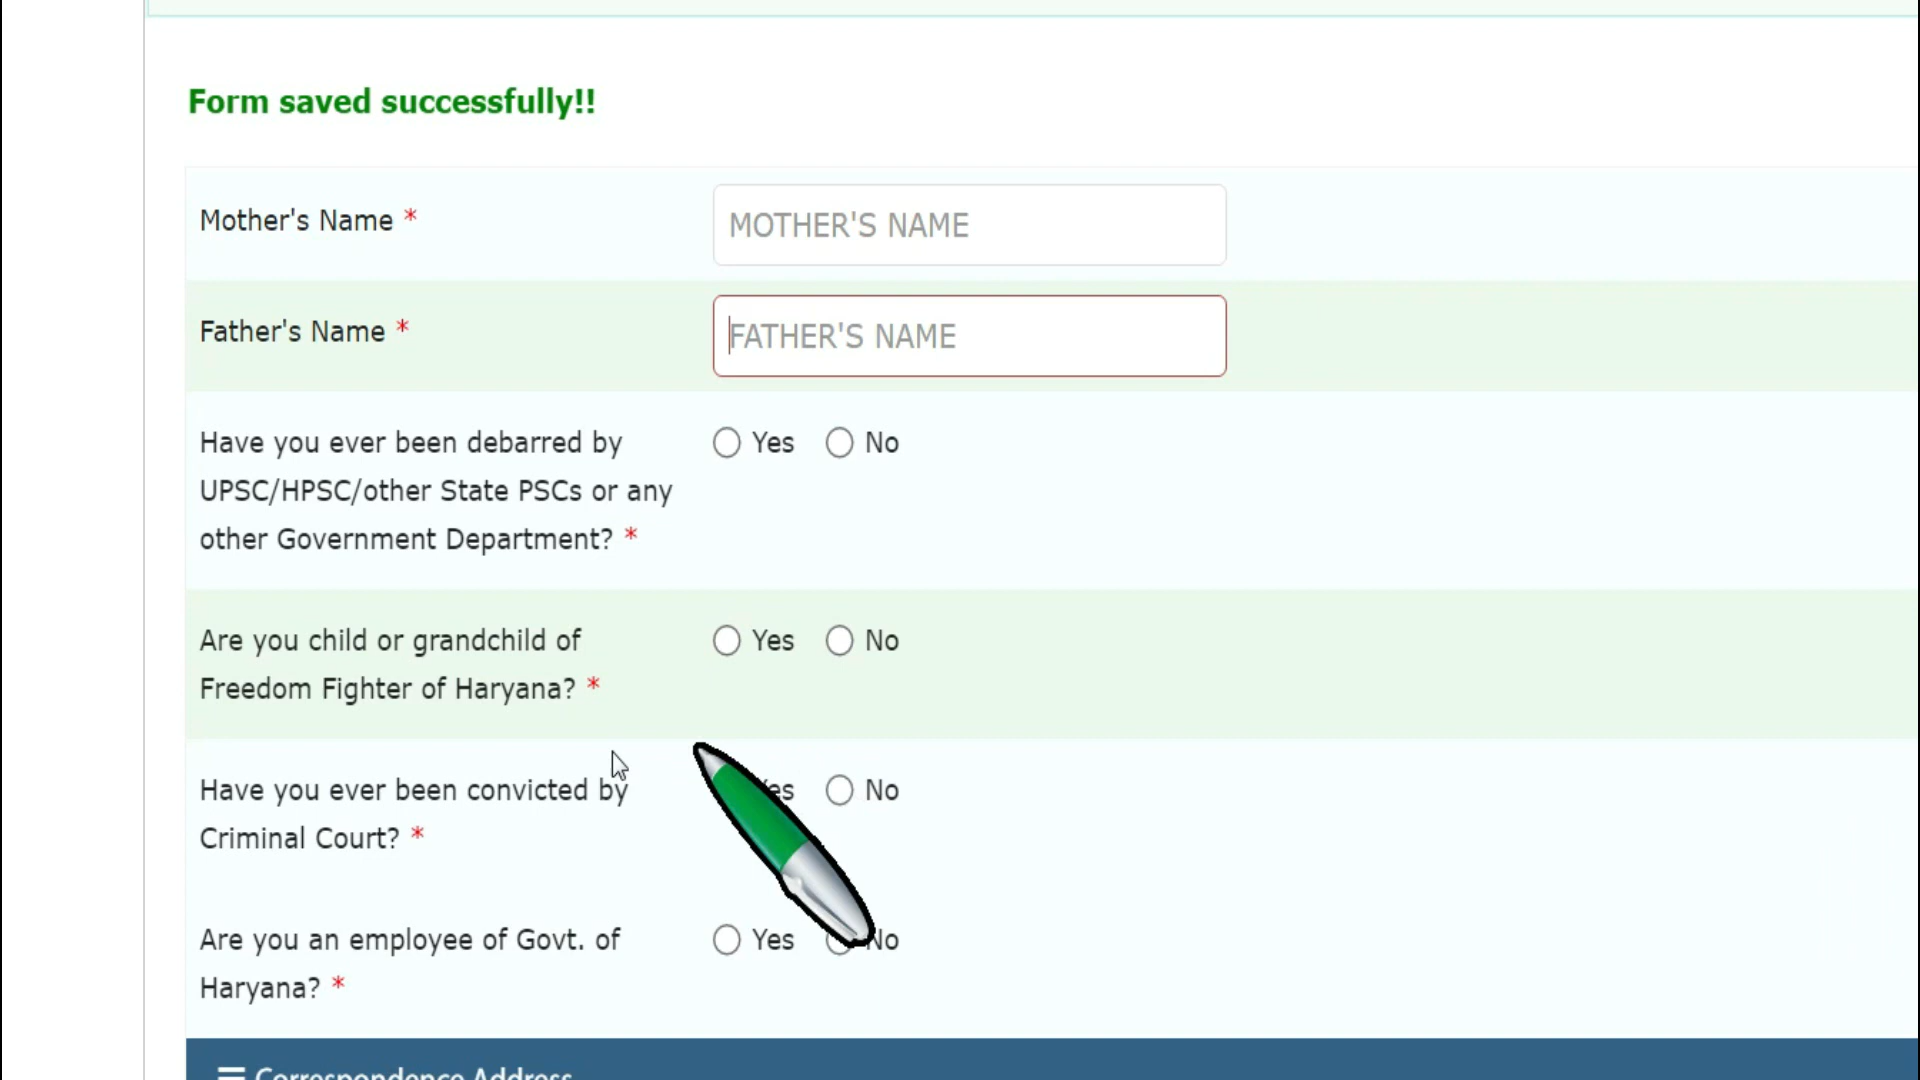 Form saved successfully!!
Mother's Name *
MOTHER'S NAME
Father's Name *
FATHER'S NAME
Have you ever been debarred by
UPSC/HPSC/other State PSCs or any
other Government Department? *
Yes No
Are you child or grandchild of
Freedom Fighter of Haryana? *
Yes No
Have you ever been convicted by
Criminal Court? *
No
Are you an employee of Govt. of
Haryana? *
Yes No
Correspondence Address